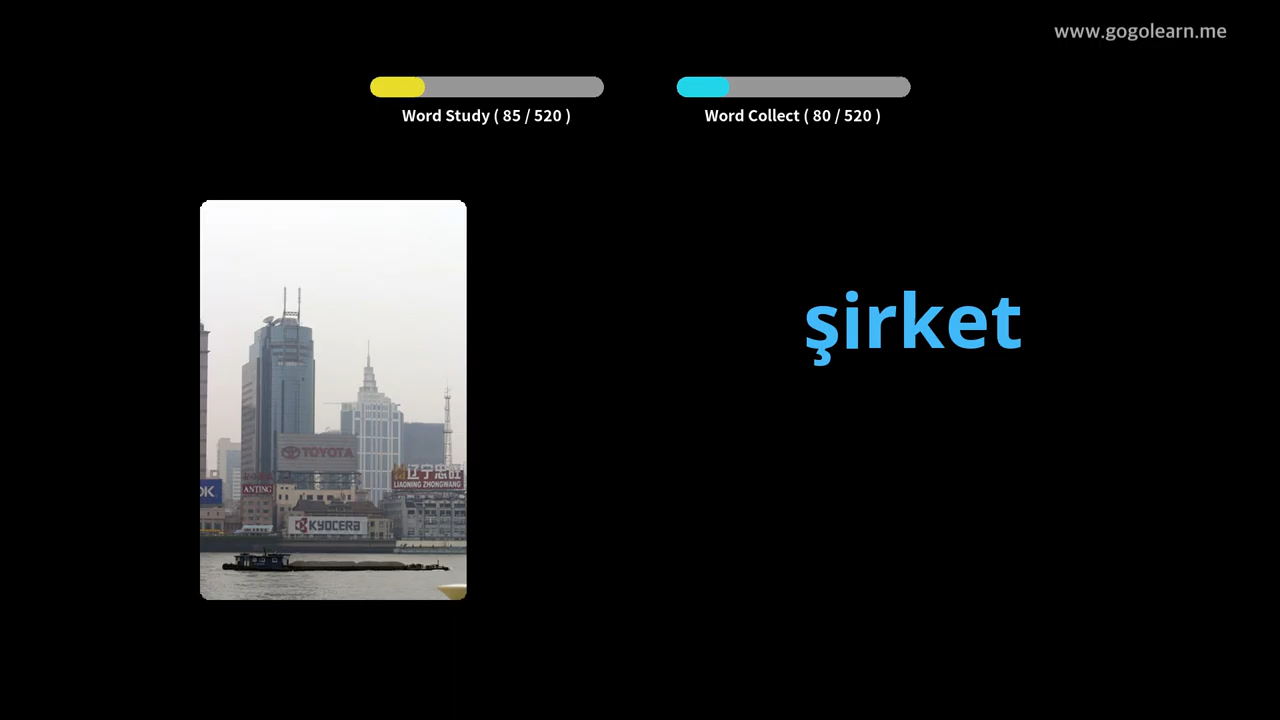 www.gogolearn.me
Word Study ( 85 / 520 )
Word Collect ( 80 / 520 )
şirket
TOYOTA
辽宁忠旺
LIAONING ZHONGWANG
OK
ANTING
KYOCERA